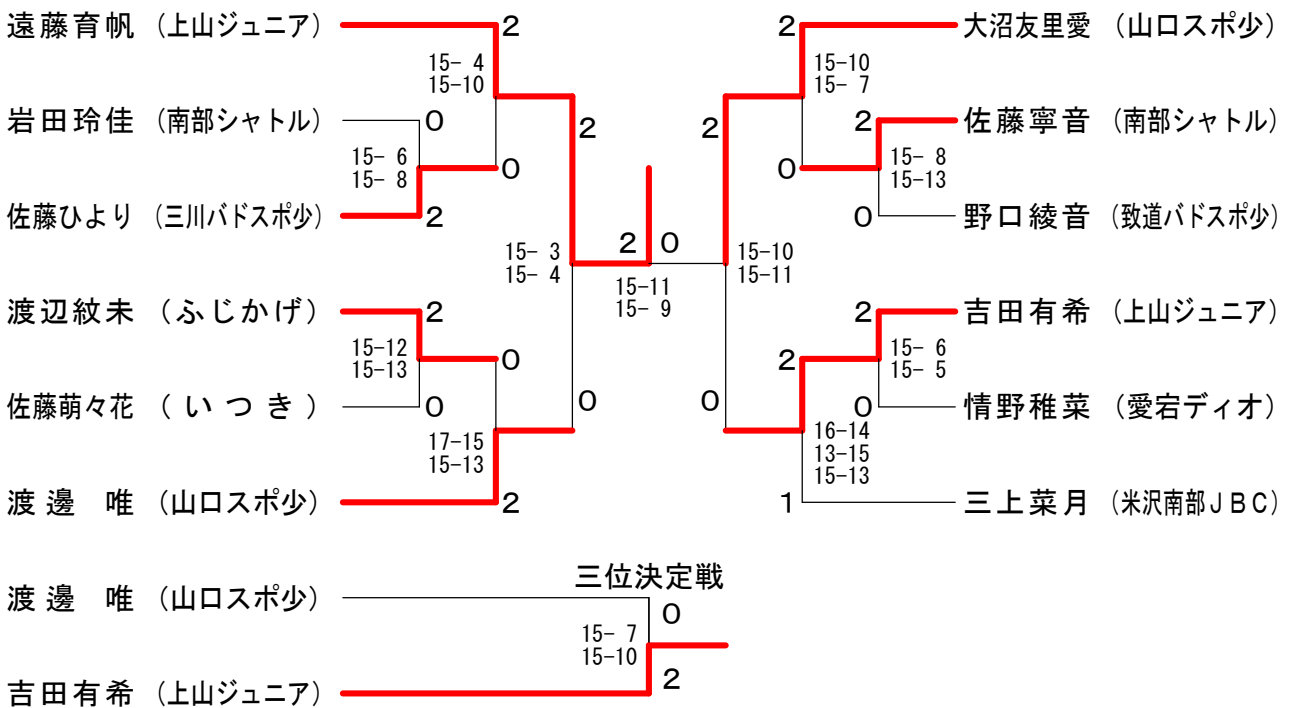 遠藤育帆 (上山ジュニア) 2 2 大沼友里愛 (山口スポ少)
15- 4 15-10
15-10 15- 7
岩田玲佳 (南部シャトル) 0 2 2 2 佐藤寧音 (南部シャトル)
15- 6 0 0 15- 8
15- 8 15-13
佐藤ひより (三川バドスポ少) 2 0 野口綾音 (致道バドスポ少)
15- 3 2 0 15-10
15- 4 15-11
15-11
15- 9
渡辺紋未 (ふじかげ) 2 2 吉田有希 (上山ジュニア)
15-12 0 2 15- 6
15-13 15- 5
佐藤萌々花 (いつき) 0 0 0 0 情野稚菜 (愛宕ディオ)
17-15 16-14
15-13 13-15
15-13
渡邊 唯 (山口スポ少) 2 1 三上菜月 (米沢南部JBC)
三位決定戦
渡邊 唯 (山口スポ少) 0
15- 7
15-10
吉田有希 (上山ジュニア) 2